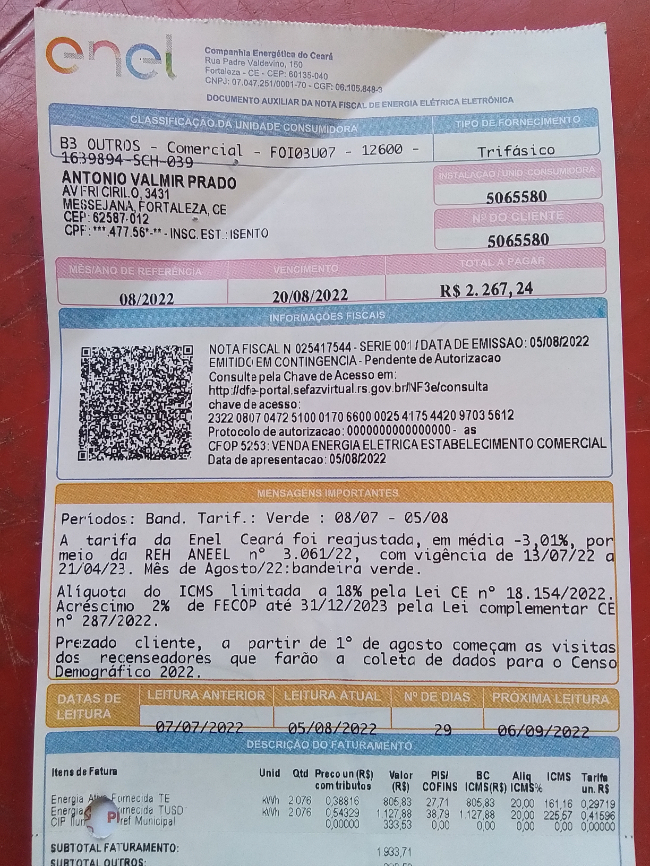 enel
Companhia Energética do Ceará
Rua Padre Valdevino, 150
Fortaleza - CE - CEP: 60135-040
CNPJ: 07.047.251/0001-70 - CGF: 06.105.848-3
DOCUMENTO AUXILIAR DA NOTA FISCAL DE ENERGIA ELÉTRICA ELETRÔNICA
CLASSIFICAÇÃO DA UNIDADE CONSUMIDORA
TIPO DE FORNECIMENTO
B3 OUTROS - Comercial - FOI03U07 - 12600 -
1639894-SCH-039
Trifásico
ANTONIO VALMIR PRADO
AV FRI CIRILO, 3431
MESSEJANA, FORTALEZA, CE
CEP: 62587-012
CPF: ***.477.56*-** - INSC. EST.: ISENTO
INSTALAÇÃO / UNID. CONSUMIDORA
5065580
Nº DO CLIENTE
5065580
MÊS/ANO DE REFERÊNCIA
VENCIMENTO
TOTAL A PAGAR
08/2022
20/08/2022
R$ 2.267,24
INFORMAÇÕES FISCAIS
NOTA FISCAL N 025417544 - SERIE 001 / DATA DE EMISSAO: 05/08/2022
EMITIDO EM CONTINGENCIA - Pendente de Autorizacao
Consulta pela Chave de Acesso em:
http://dfe-portal.sefazvirtual.rs.gov.br/NF3e/consulta
chave de acesso:
2322 0807 0472 5100 0170 6600 0025 4175 4420 9703 5612
Protocolo de autorizacao: 0000000000000000 - as
CFOP 5253: VENDA ENERGIA ELETRICA ESTABELECIMENTO COMERCIAL
Data de apresentacao: 05/08/2022
MENSAGENS IMPORTANTES
Períodos: Band. Tarif.: Verde : 08/07 - 05/08
A tarifa da Enel Ceará foi reajustada, em média -3,01%, por
meio da REH ANEEL nº 3.061/22, com vigência de 13/07/22 a
21/04/23. Mês de Agosto/22:bandeira verde.
Alíquota do ICMS limitada a 18% pela Lei CE nº 18.154/2022.
Acréscimo 2% de FECOP até 31/12/2023 pela Lei complementar CE
nº 287/2022.
Prezado cliente, a partir de 1º de agosto começam as visitas
dos recenseadores que farão a coleta de dados para o Censo
Demográfico 2022.
DATAS DE
LEITURA
LEITURA ANTERIOR
LEITURA ATUAL
Nº DE DIAS
PRÓXIMA LEITURA
07/07/2022
05/08/2022
29
06/09/2022
DESCRIÇÃO DO FATURAMENTO
Itens de Fatura Unid Qtd Preco un (R$) com tributos Valor (R$) PIS/ COFINS BC ICMS(R$) Aliq ICMS% ICMS Tarifa un. R$
Energia Fornecida TE kWh 2 076 0,38816 805,83 27,71 805,83 20,00 161,16 0,29719
Energia Fornecida TUSD kWh 2 076 0,54329 1.127,88 38,79 1.127,88 20,00 225,57 0,41596
CIP Municipal 0,00000 333,53 0,00 0,00 0,00 0,00 0,00000
SUBTOTAL FATURAMENTO: 1933,71
SUBTOTAL OUTROS: